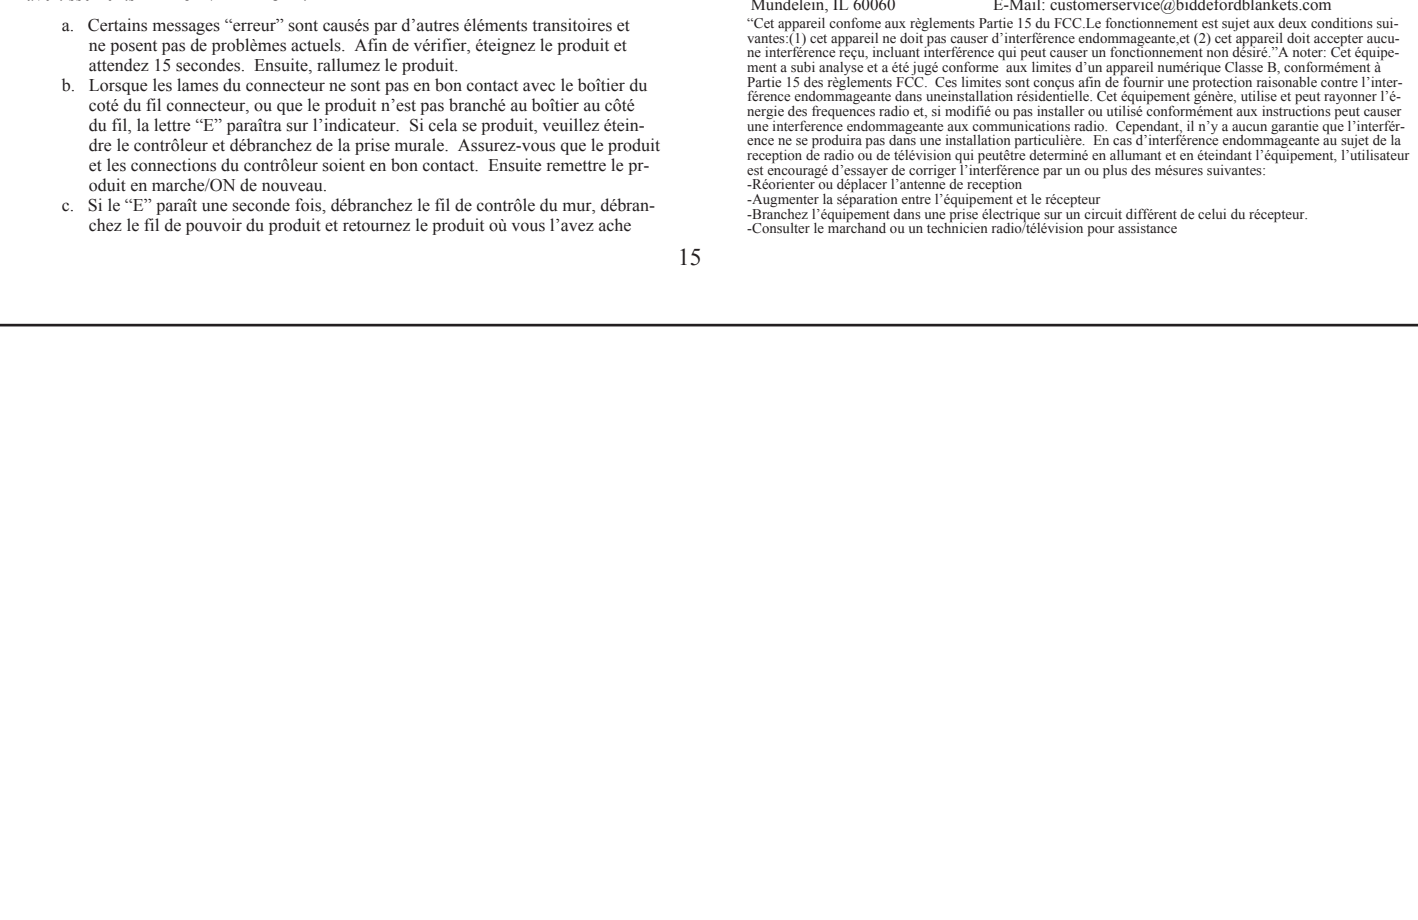 a. Certains messages “erreur” sont causés par d’autres éléments transitoires et
ne posent pas de problèmes actuels. Afin de vérifier, éteignez le produit et
attendez 15 secondes. Ensuite, rallumez le produit.
b. Lorsque les lames du connecteur ne sont pas en bon contact avec le boîtier du
coté du fil connecteur, ou que le produit n’est pas branché au boîtier au côté
du fil, la lettre “E” paraîtra sur l’indicateur. Si cela se produit, veuillez étein-
dre le contrôleur et débranchez de la prise murale. Assurez-vous que le produit
et les connections du contrôleur soient en bon contact. Ensuite remettre le pr-
oduit en marche/ON de nouveau.
c. Si le “E” paraît une seconde fois, débranchez le fil de contrôle du mur, débran-
chez le fil de pouvoir du produit et retournez le produit où vous l’avez ache
Mundelein, IL 60060 E-Mail: customerservice@biddefordblankets.com
“Cet appareil confome aux règlements Partie 15 du FCC.Le fonctionnement est sujet aux deux conditions sui-
vantes:(1) cet appareil ne doit pas causer d’interférence endommageante,et (2) cet appareil doit accepter aucu-
ne interférence reçu, incluant interférence qui peut causer un fonctionnement non désiré.”A noter: Cet équipe-
ment a subi analyse et a été jugé conforme aux limites d’un appareil numérique Classe B, conformément à
Partie 15 des règlements FCC. Ces limites sont conçus afin de fournir une protection raisonable contre l’inter-
férence endommageante dans uneinstallation résidentielle. Cet équipement génère, utilise et peut rayonner l’é-
nergie des frequences radio et, si modifié ou pas installer ou utilisé conformément aux instructions peut causer
une interference endommageante aux communications radio. Cependant, il n’y a aucun garantie que l’interfér-
ence ne se produira pas dans une installation particulière. En cas d’interférence endommageante au sujet de la
reception de radio ou de télévision qui peutêtre determiné en allumant et en éteindant l’équipement, l’utilisateur
est encouragé d’essayer de corriger l’interférence par un ou plus des mésures suivantes:
-Réorienter ou déplacer l’antenne de reception
-Augmenter la séparation entre l’équipement et le récepteur
-Branchez l’équipement dans une prise électrique sur un circuit différent de celui du récepteur.
-Consulter le marchand ou un technicien radio/télévision pour assistance
15